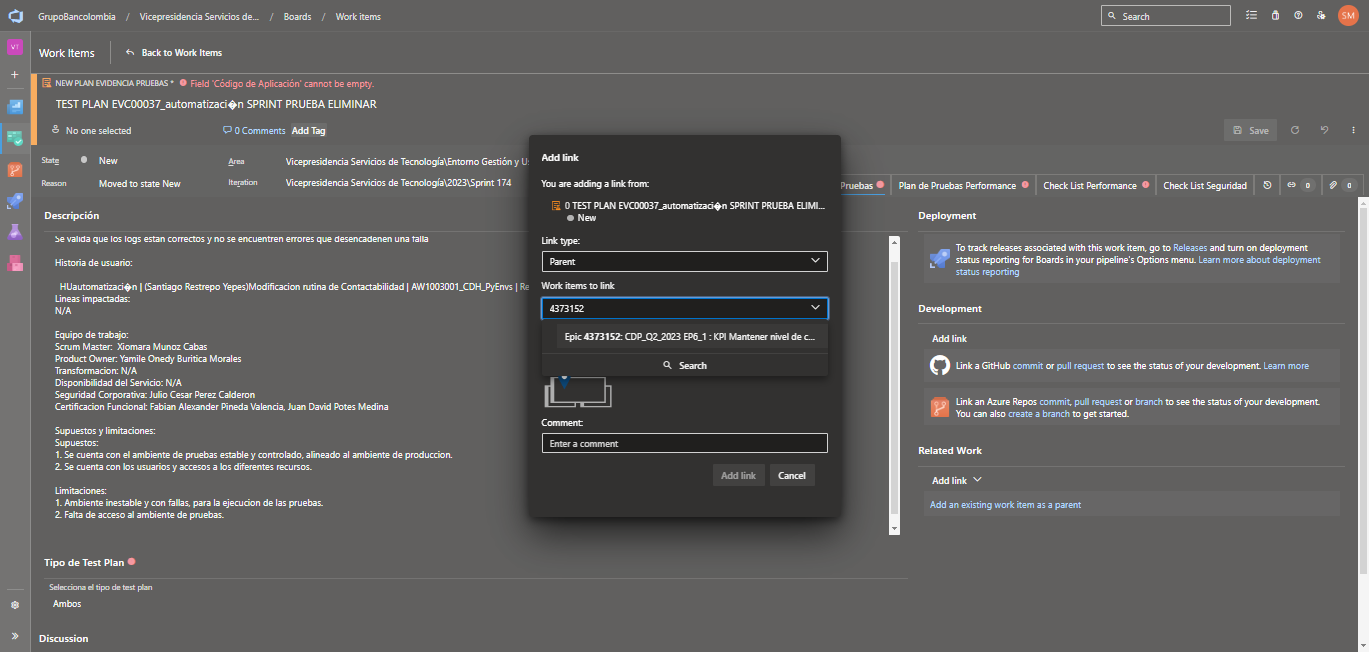 GrupoBancolombia / Vicepresidencia Servicios de... / Boards / Work items
Search
SM
VT
Work Items
Back to Work Items
NEW PLAN EVIDENCIA PRUEBAS * Field 'Código de Aplicación' cannot be empty.
TEST PLAN EVC00037_automatizaci�n SPRINT PRUEBA ELIMINAR
No one selected
0 Comments
Add Tag
Save
State
New
Area
Vicepresidencia Servicios de Tecnología\Entorno Gestión y Us
Reason
Moved to state New
Iteration
Vicepresidencia Servicios de Tecnología\2023\Sprint 174
Pruebas
Plan de Pruebas Performance
Check List Performance
Check List Seguridad
0
0
Descripción
Se valida que los logs estan correctos y no se encuentren errores que desencadenen una falla
Historia de usuario:
HUautomatizaci�n | (Santiago Restrepo Yepes)Modificacion rutina de Contactabilidad | AW1003001_CDH_PyEnvs | Re
Lineas impactadas:
N/A
Equipo de trabajo:
Scrum Master: Xiomara Munoz Cabas
Product Owner: Yamile Onedy Buritica Morales
Transformacion: N/A
Disponibilidad del Servicio: N/A
Seguridad Corporativa: Julio Cesar Perez Calderon
Certificacion Funcional: Fabian Alexander Pineda Valencia, Juan David Potes Medina
Supuestos y limitaciones:
Supuestos:
1. Se cuenta con el ambiente de pruebas estable y controlado, alineado al ambiente de produccion.
2. Se cuenta con los usuarios y accesos a los diferentes recursos.
Limitaciones:
1. Ambiente inestable y con fallas, para la ejecucion de las pruebas.
2. Falta de acceso al ambiente de pruebas.
Tipo de Test Plan
Selecciona el tipo de test plan
Ambos
Discussion
Add link
You are adding a link from:
0 TEST PLAN EVC00037_automatizaci�n SPRINT PRUEBA ELIMI...
New
Link type:
Parent
Work items to link
4373152
Epic 4373152: CDP_Q2_2023 EP6_1 : KPI Mantener nivel de c...
Search
Comment:
Enter a comment
Add link
Cancel
Deployment
To track releases associated with this work item, go to Releases and turn on deployment
status reporting for Boards in your pipeline's Options menu. Learn more about deployment
status reporting
Development
Add link
Link a GitHub commit or pull request to see the status of your development. Learn more
Link an Azure Repos commit, pull request or branch to see the status of your development.
You can also create a branch to get started.
Related Work
Add link
Add an existing work item as a parent